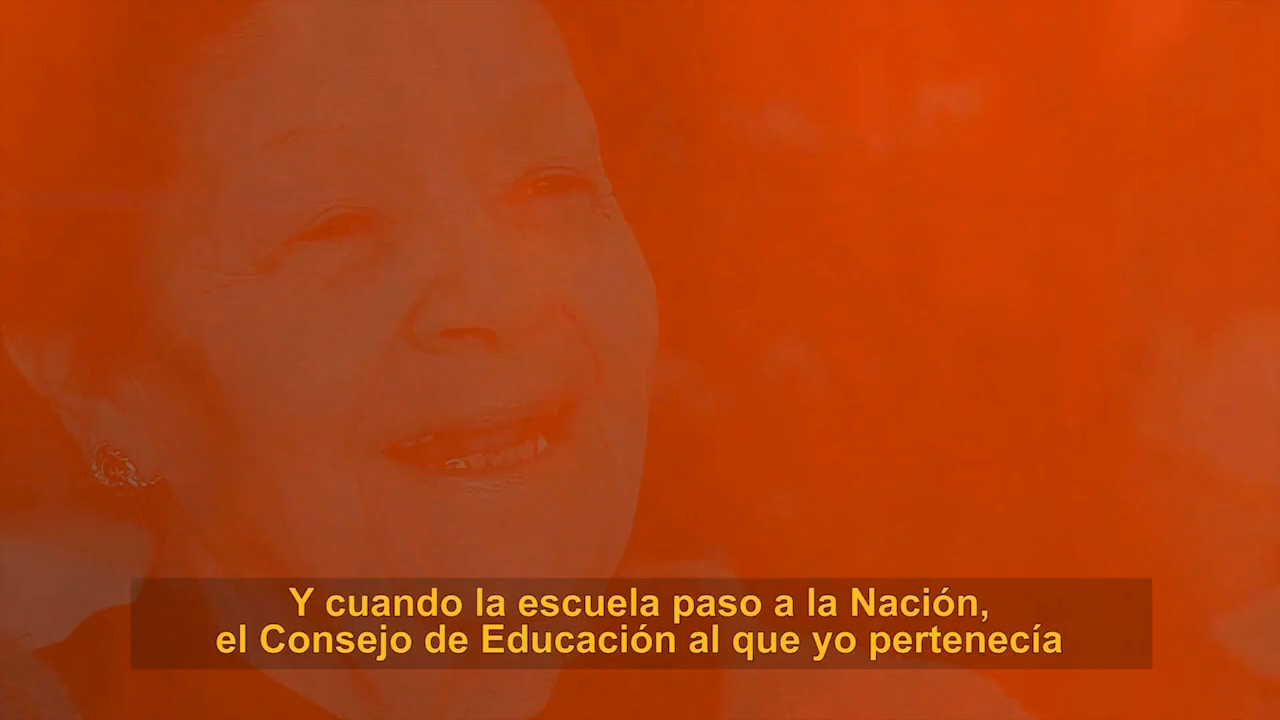 Y cuando la escuela paso a la Nación,
el Consejo de Educación al que yo pertenecía